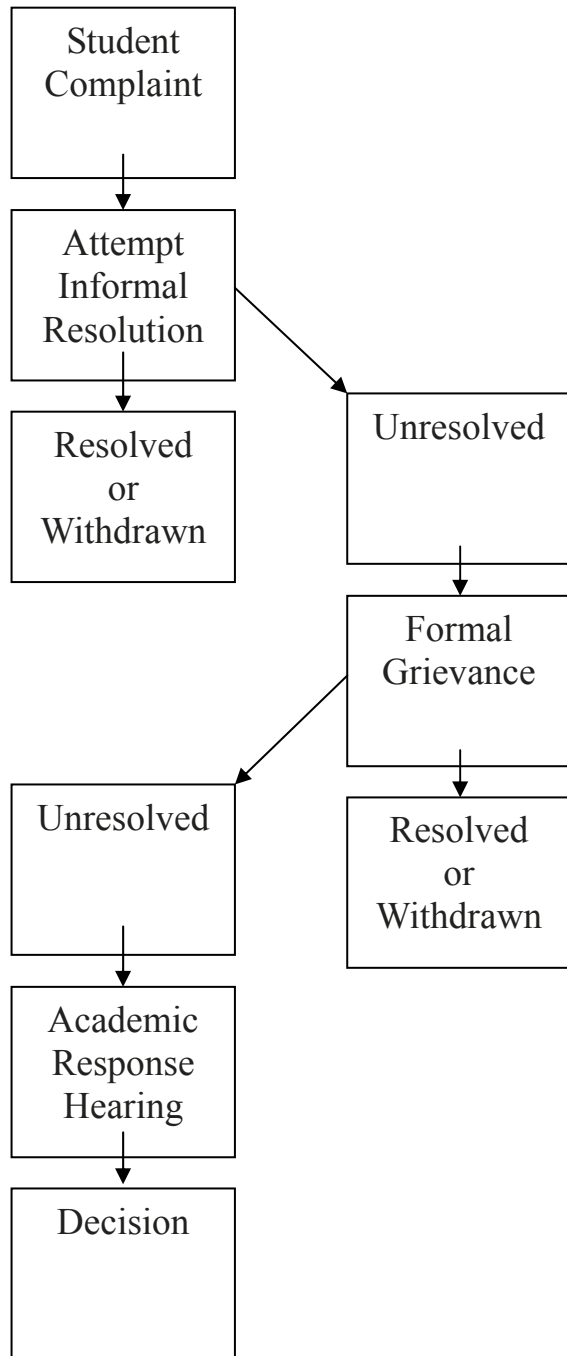 Student
Complaint
Attempt
Informal
Resolution
Resolved
or
Withdrawn
Unresolved
Formal
Grievance
Unresolved
Resolved
or
Withdrawn
Academic
Response
Hearing
Decision